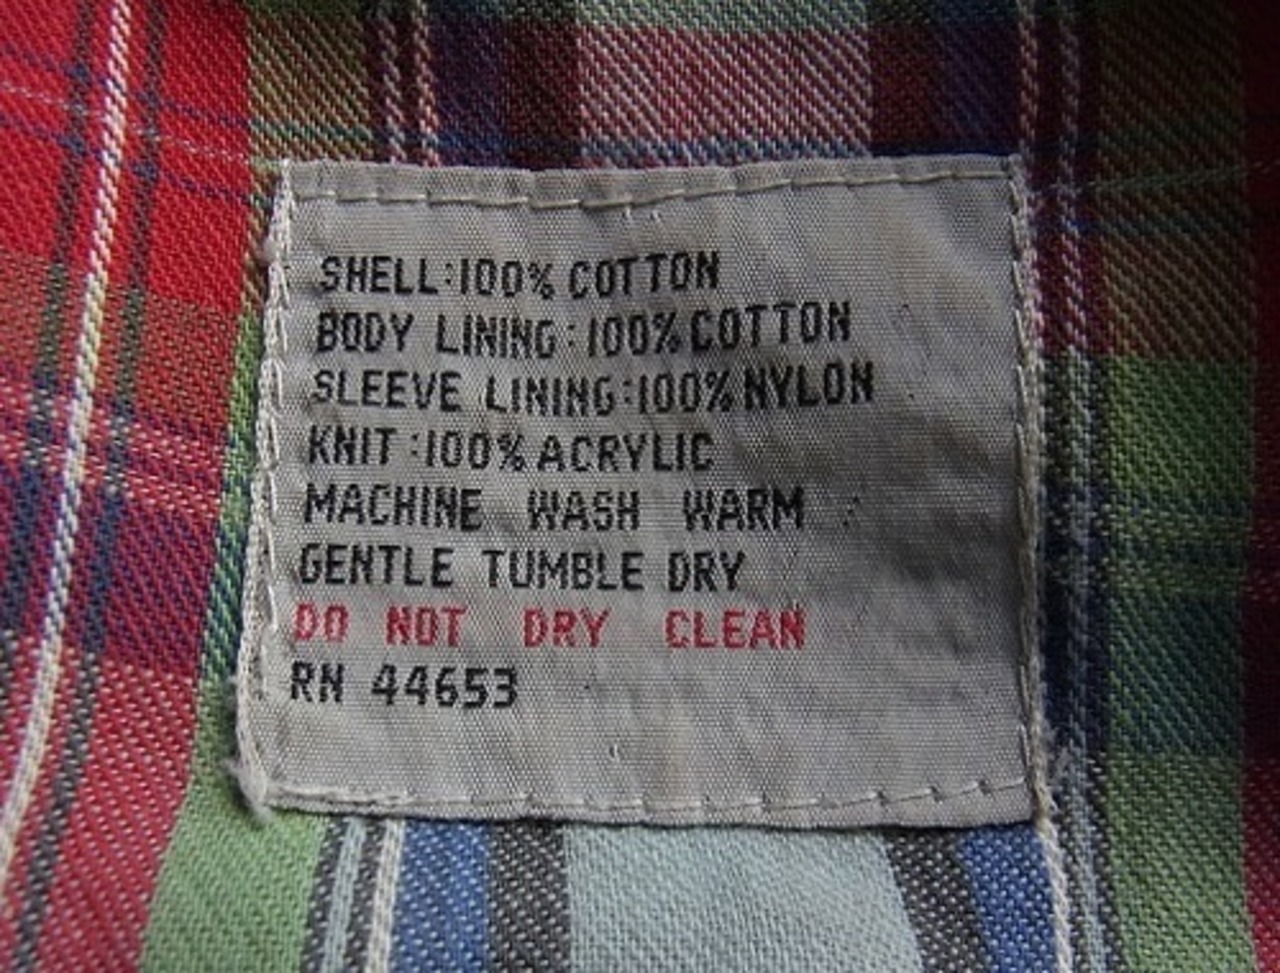 SHELL:100% COTTON
BODY LINING:100% COTTON
SLEEVE LINING:100% NYLON
KNIT:100% ACRYLIC
MACHINE WASH WARM
GENTLE TUMBLE DRY
DO NOT DRY CLEAN
RN 44653